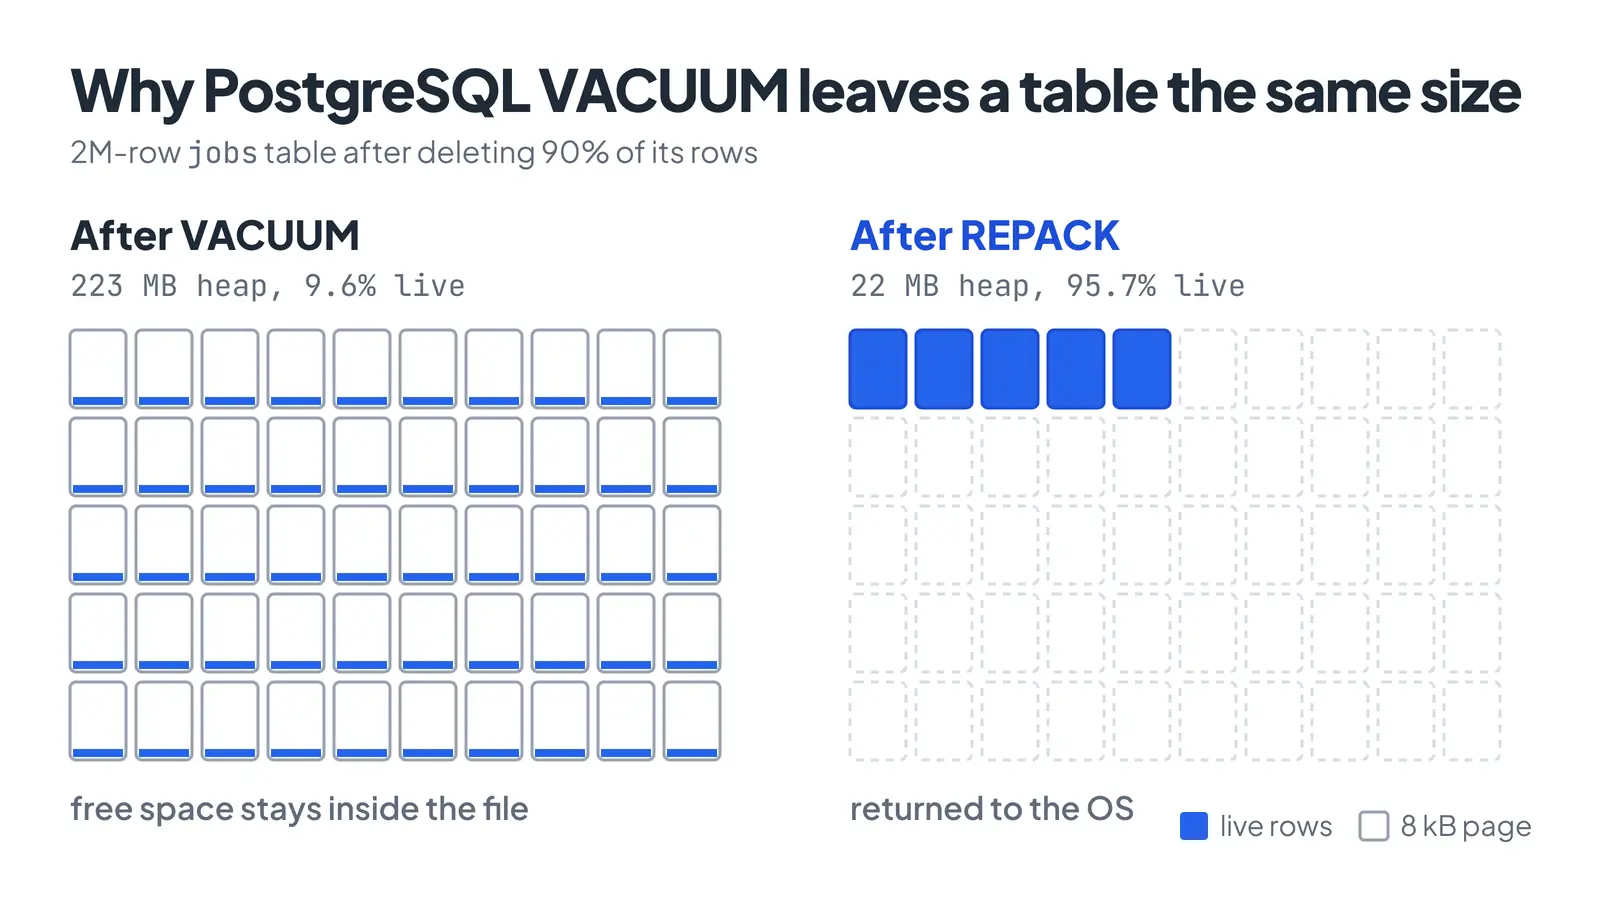 Why PostgreSQL VACUUM leaves a table the same size
2M-row jobs table after deleting 90% of its rows
After VACUUM
223 MB heap, 9.6% live
free space stays inside the file
After REPACK
22 MB heap, 95.7% live
returned to the OS
live rows
8 kB page